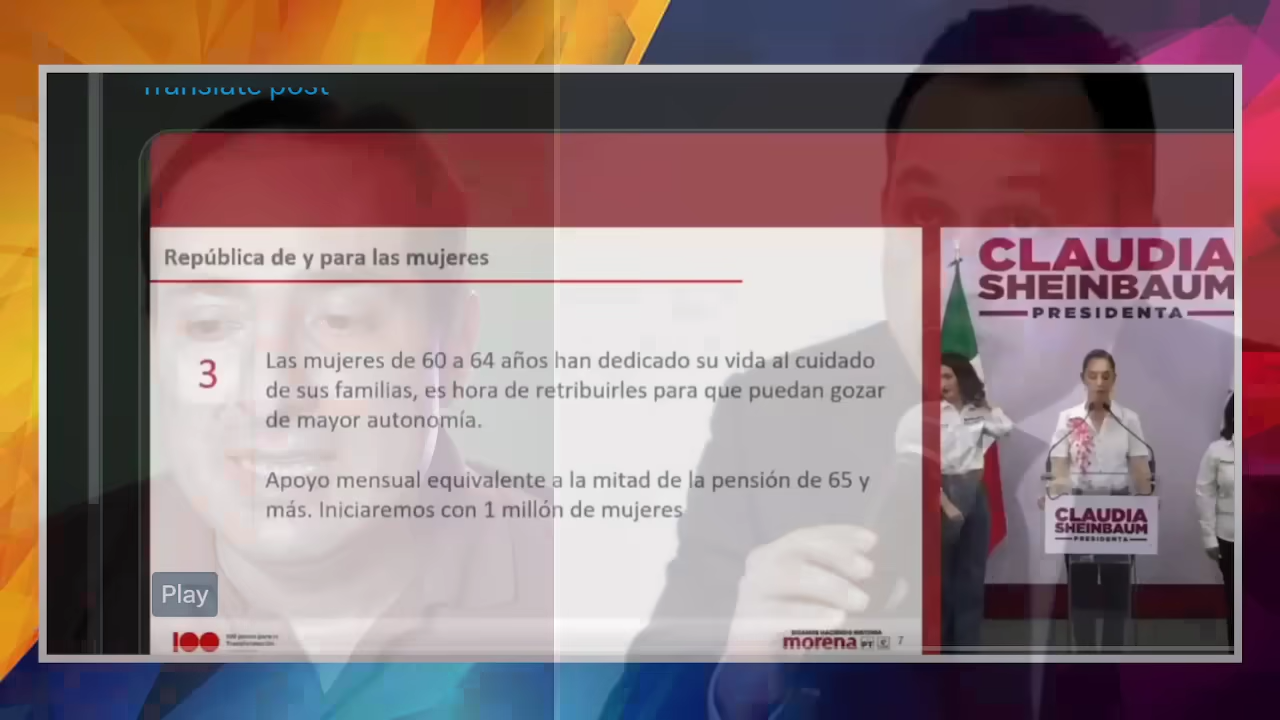 Translate post
República de y para las mujeres
3
Las mujeres de 60 a 64 años han dedicado su vida al cuidado
de sus familias, es hora de retribuirles para que puedan gozar
de mayor autonomía.
Apoyo mensual equivalente a la mitad de la pensión de 65 y
más. Iniciaremos con 1 millón de mujeres
Play
100
morena PT
7
CLAUDIA
SHEINBAUM
PRESIDENTA
CLAUDIA
SHEINBAUM
PRESIDENTA